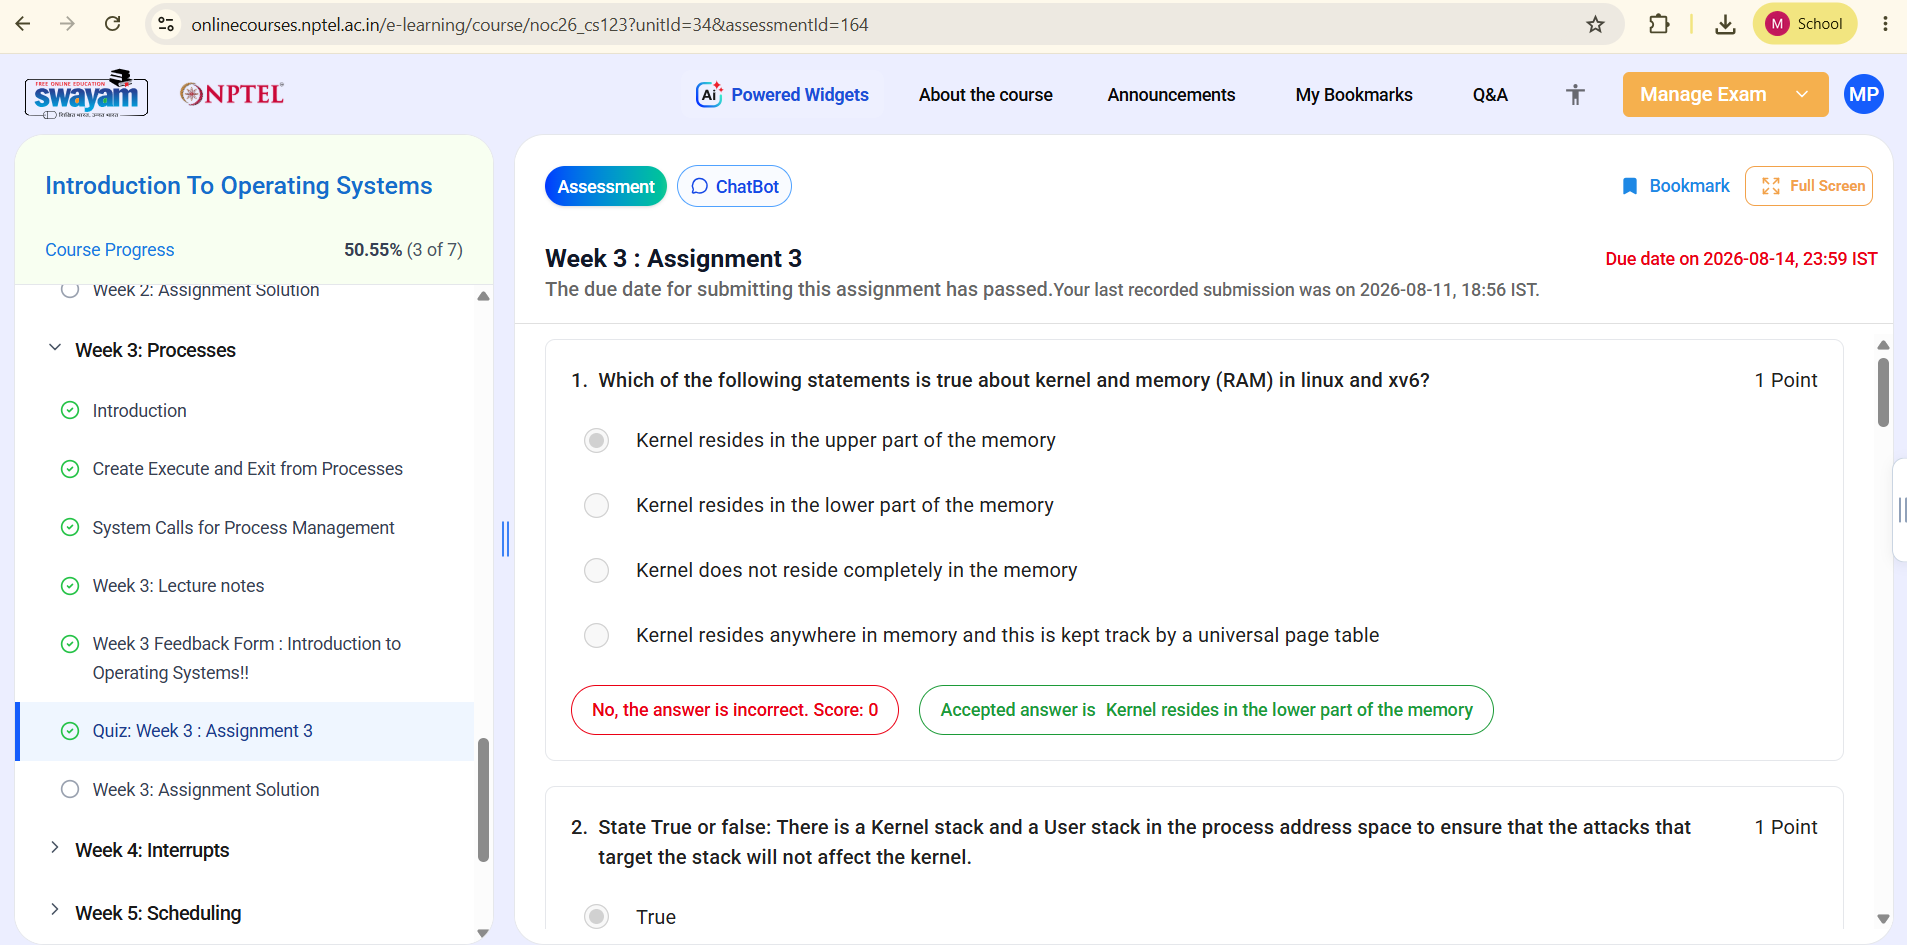 onlinecourses.nptel.ac.in/e-learning/course/noc26_cs123?unitId=34&assessmentId=164
M School
FREE ONLINE EDUCATION
swayam
शिक्षित भारत, उन्नत भारत
NPTEL
Ai Powered Widgets
About the course
Announcements
My Bookmarks
Q&A
Manage Exam
MP
Introduction To Operating Systems
Course Progress
50.55% (3 of 7)
Week 2: Assignment Solution
Week 3: Processes
Introduction
Create Execute and Exit from Processes
System Calls for Process Management
Week 3: Lecture notes
Week 3 Feedback Form : Introduction to
Operating Systems!!
Quiz: Week 3 : Assignment 3
Week 3: Assignment Solution
Week 4: Interrupts
Week 5: Scheduling
Assessment
ChatBot
Bookmark
Full Screen
Week 3 : Assignment 3
Due date on 2026-08-14, 23:59 IST
The due date for submitting this assignment has passed.Your last recorded submission was on 2026-08-11, 18:56 IST.
1. Which of the following statements is true about kernel and memory (RAM) in linux and xv6?
1 Point
Kernel resides in the upper part of the memory
Kernel resides in the lower part of the memory
Kernel does not reside completely in the memory
Kernel resides anywhere in memory and this is kept track by a universal page table
No, the answer is incorrect. Score: 0
Accepted answer is Kernel resides in the lower part of the memory
2. State True or false: There is a Kernel stack and a User stack in the process address space to ensure that the attacks that
target the stack will not affect the kernel.
1 Point
True